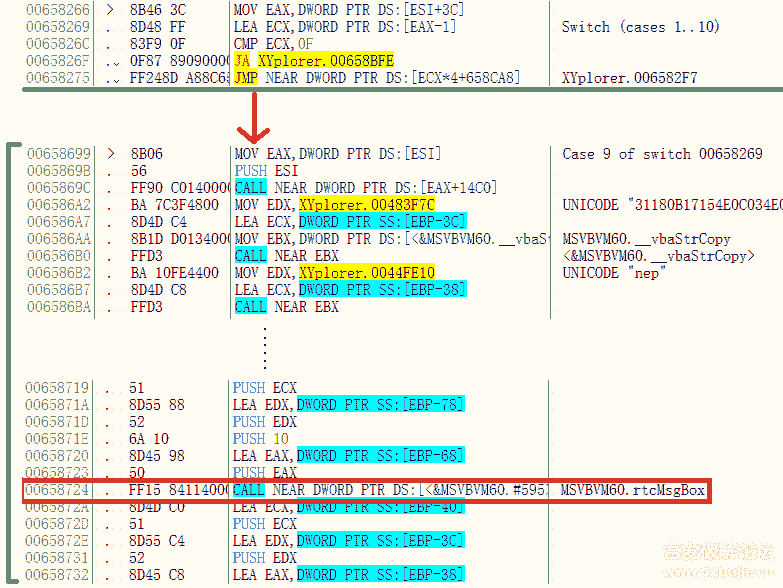 00658266 > 8B46 3C MOV EAX,DWORD PTR DS:[ESI+3C]
00658269 . 8D48 FF LEA ECX,DWORD PTR DS:[EAX-1] Switch (cases 1..10)
0065826C . 83F9 0F CMP ECX,0F
0065826F .. 0F87 89090000 JA XYplorer.00658BFE
00658275 .. FF248D A88C65 JMP NEAR DWORD PTR DS:[ECX*4+658CA8] XYplorer.006582F7
00658699 > 8B06 MOV EAX,DWORD PTR DS:[ESI] Case 9 of switch 00658269
0065869B . 56 PUSH ESI
0065869C . FF90 C0140000 CALL NEAR DWORD PTR DS:[EAX+14C0]
006586A2 . BA 7C3F4800 MOV EDX,XYplorer.00483F7C UNICODE "31180B17154E0C034E0
006586A7 . 8D4D C4 LEA ECX,DWORD PTR SS:[EBP-3C]
006586AA . 8B1D D0134000 MOV EBX,DWORD PTR DS:[<&MSVBVM60.__vbaSt MSVBVM60.__vbaStrCopy
006586B0 . FFD3 CALL NEAR EBX <&MSVBVM60.__vbaStrCopy>
006586B2 . BA 10FE4400 MOV EDX,XYplorer.0044FE10 UNICODE "nep"
006586B7 . 8D4D C8 LEA ECX,DWORD PTR SS:[EBP-38]
006586BA . FFD3 CALL NEAR EBX
00658719 . 51 PUSH ECX
0065871A . 8D55 88 LEA EDX,DWORD PTR SS:[EBP-78]
0065871D . 52 PUSH EDX
0065871E . 6A 10 PUSH 10
00658720 . 8D45 98 LEA EAX,DWORD PTR SS:[EBP-68]
00658723 . 50 PUSH EAX
00658724 . FF15 84114000 CALL NEAR DWORD PTR DS:[<&MSVBVM60.#595> MSVBVM60.rtcMsgBox
0065872A . 8D4D C0 LEA ECX,DWORD PTR SS:[EBP-40]
0065872D . 51 PUSH ECX
0065872E . 8D55 C4 LEA EDX,DWORD PTR SS:[EBP-3C]
00658731 . 52 PUSH EDX
00658732 . 8D45 C8 LEA EAX,DWORD PTR SS:[EBP-38]